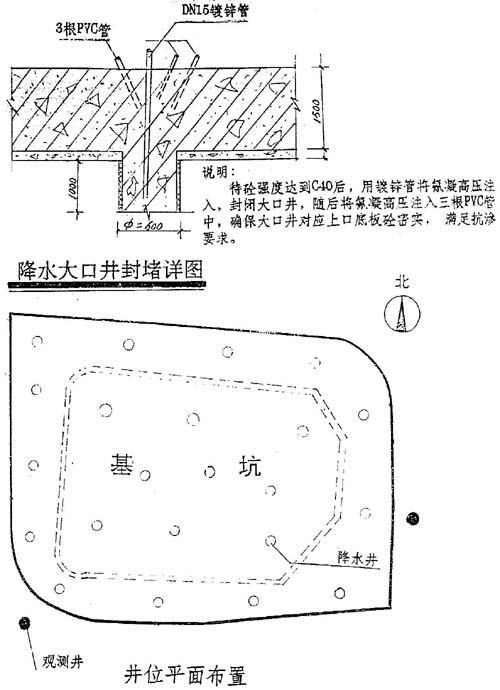 DN15镀锌管
3根PVC管
1500
1000
ϕ=600
说明：
待砼强度达到C40后，用镀锌管将氰凝高压注
入，封闭大口井，随后将氰凝高压注入三根PVC管
中，确保大口井对应上口底板砼密实，满足抗渗
要求。
降水大口井封堵详图
北
基坑
降水井
观测井
井位平面布置